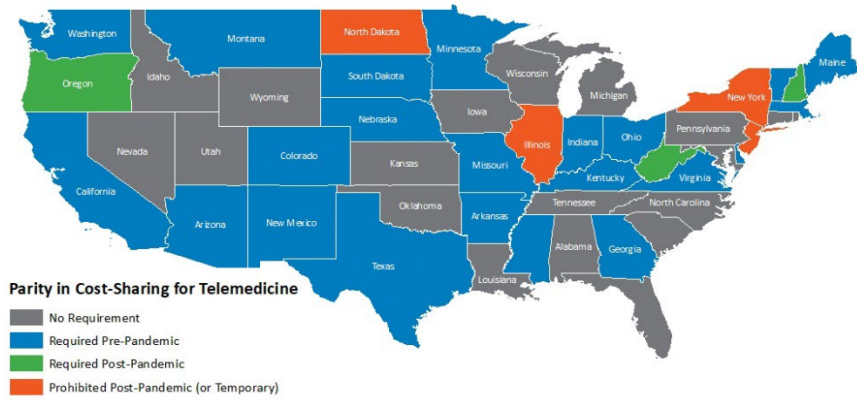 Washington
Montana
North Dakota
Minnesota
Maine
Oregon
Idaho
South Dakota
Wisconsin
Michigan
New York
Wyoming
Nebraska
Iowa
Pennsylvania
Nevada
Utah
Colorado
Kansas
Missouri
Illinois
Indiana
Ohio
Kentucky
Virginia
California
Arizona
New Mexico
Oklahoma
Arkansas
Tennessee
North Carolina
Texas
Louisiana
Alabama
Georgia
Parity in Cost-Sharing for Telemedicine
No Requirement
Required Pre-Pandemic
Required Post-Pandemic
Prohibited Post-Pandemic (or Temporary)